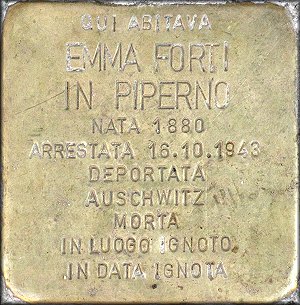 QUI ABITAVA
EMMA FORTI
IN PIPERNO
NATA 1880
ARRESTATA 16.10.1943
DEPORTATA
AUSCHWITZ
MORTA
IN LUOGO IGNOTO
IN DATA IGNOTA